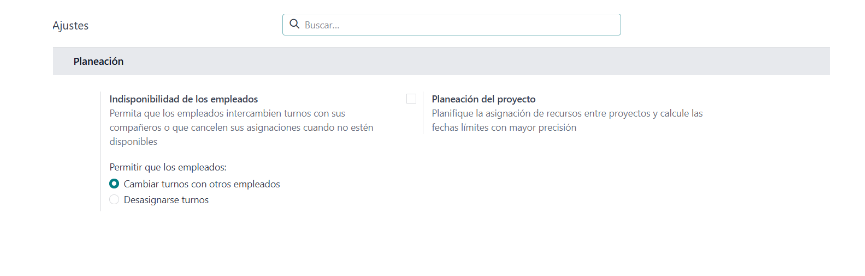 Ajustes
Buscar...
Planeación
Indisponibilidad de los empleados
Permita que los empleados intercambien turnos con sus
compañeros o que cancelen sus asignaciones cuando no estén
disponibles
Permitir que los empleados:
Cambiar turnos con otros empleados
Desasignarse turnos
Planeación del proyecto
Planifique la asignación de recursos entre proyectos y calcule las
fechas límites con mayor precisión